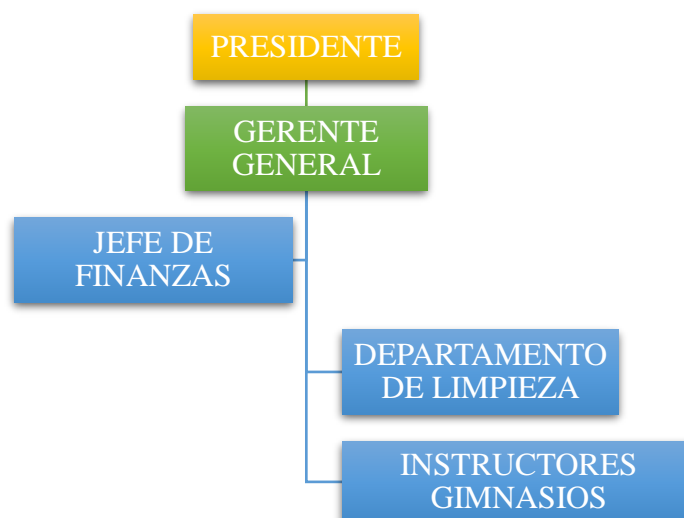 PRESIDENTE
GERENTE
GENERAL
JEFE DE
FINANZAS
DEPARTAMENTO
DE LIMPIEZA
INSTRUCTORES
GIMNASIOS